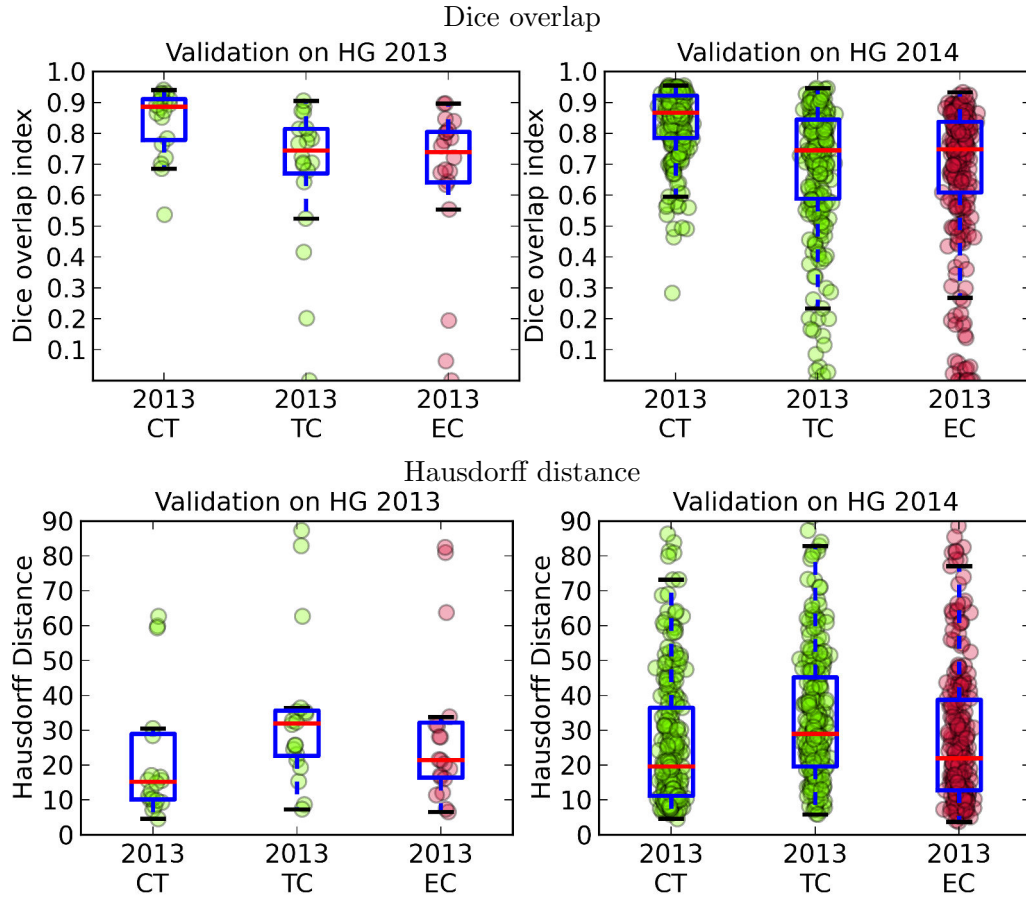 Dice overlap
Validation on HG 2013
Dice overlap index
1.0
0.9
0.8
0.7
0.6
0.5
0.4
0.3
0.2
0.1
2013 2013 2013
CT TC EC
Validation on HG 2014
Dice overlap index
1.0
0.9
0.8
0.7
0.6
0.5
0.4
0.3
0.2
0.1
2013 2013 2013
CT TC EC
Hausdorff distance
Validation on HG 2013
Hausdorff Distance
90
80
70
60
50
40
30
20
10
0
2013 2013 2013
CT TC EC
Validation on HG 2014
Hausdorff Distance
90
80
70
60
50
40
30
20
10
0
2013 2013 2013
CT TC EC